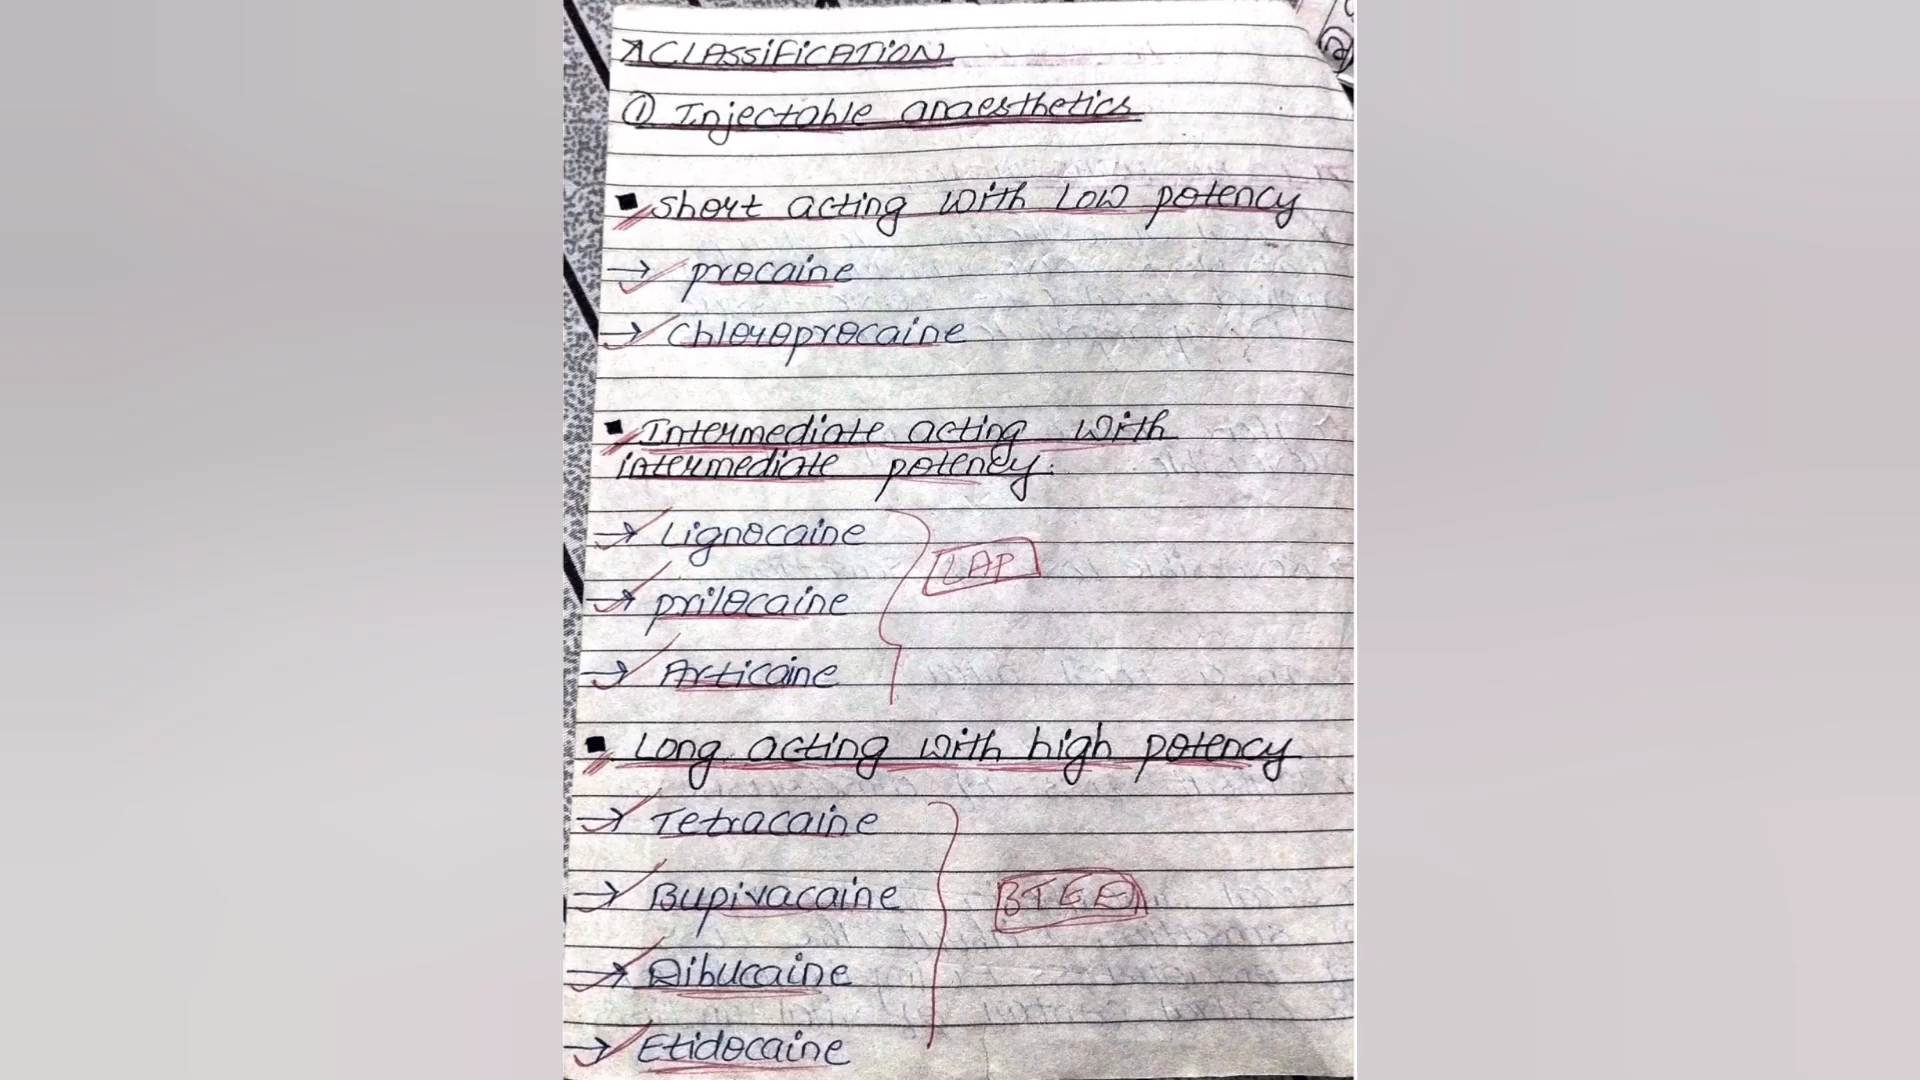 CLASSiFiCATiON
① Injectable anaesthetics
▪ Short acting with Low potency
→ procaine
→ Chloroprocaine
▪ Intermediate acting with
intermediate potency.
→ Lignocaine
LAP
→ prilocaine
→ Articaine
▪ Long acting with high potency
→ Tetracaine
→ Bupivacaine
→ Dibucaine
→ Etidocaine